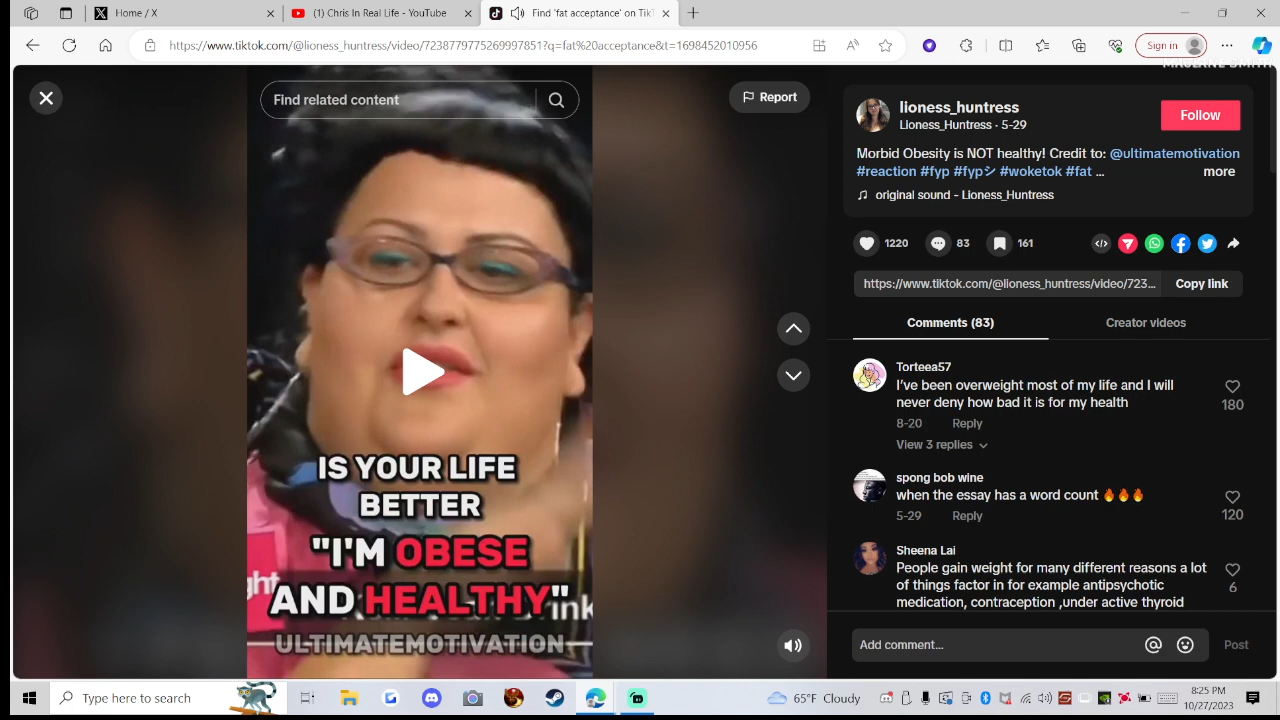 Home / X
(1) Chris In Real Life - YouTube
Find 'fat acceptance' on TikT
https://www.tiktok.com/@lioness_huntress/video/7238779775269997851?q=fat%20acceptance&t=1698452010956
Sign in
Find related content
Report
IS YOUR LIFE
BETTER
"I'M OBESE
AND HEALTHY"
ULTIMATEMOTIVATION
lioness_huntress
Lioness_Huntress · 5-29
Follow
Morbid Obesity is NOT healthy! Credit to: @ultimatemotivation
#reaction #fyp #fypシ #woketok #fat ...
more
original sound - Lioness_Huntress
1220
83
161
https://www.tiktok.com/@lioness_huntress/video/723...
Copy link
Comments (83)
Creator videos
Torteea57
I've been overweight most of my life and I will
never deny how bad it is for my health
180
8-20 Reply
View 3 replies
spong bob wine
when the essay has a word count 🔥🔥🔥
120
5-29 Reply
Sheena Lai
People gain weight for many different reasons a lot
of things factor in for example antipsychotic
medication, contraception ,under active thyroid
6
Add comment...
Post
Type here to search
65°F Cloudy
8:25 PM
10/27/2023